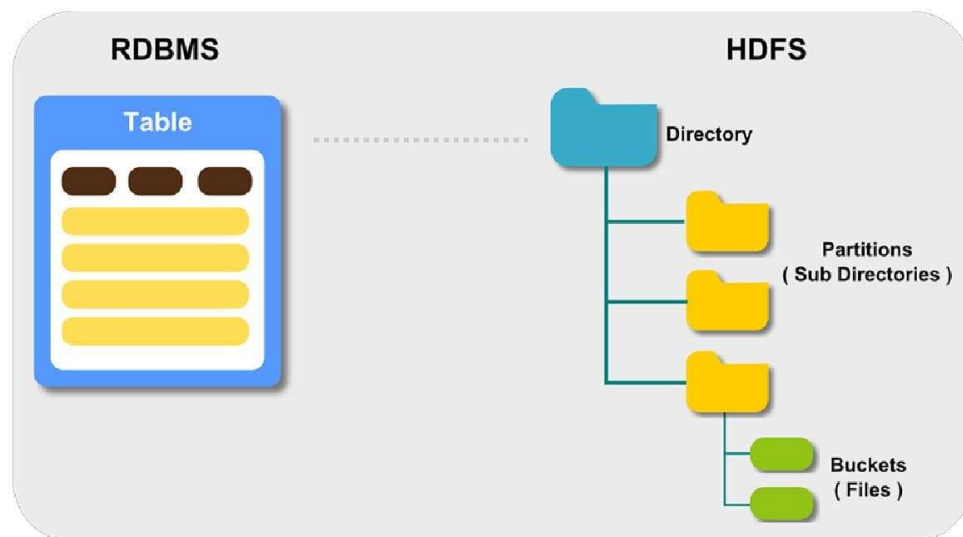 RDBMS
HDFS
Table
Directory
Partitions
( Sub Directories )
Buckets
( Files )